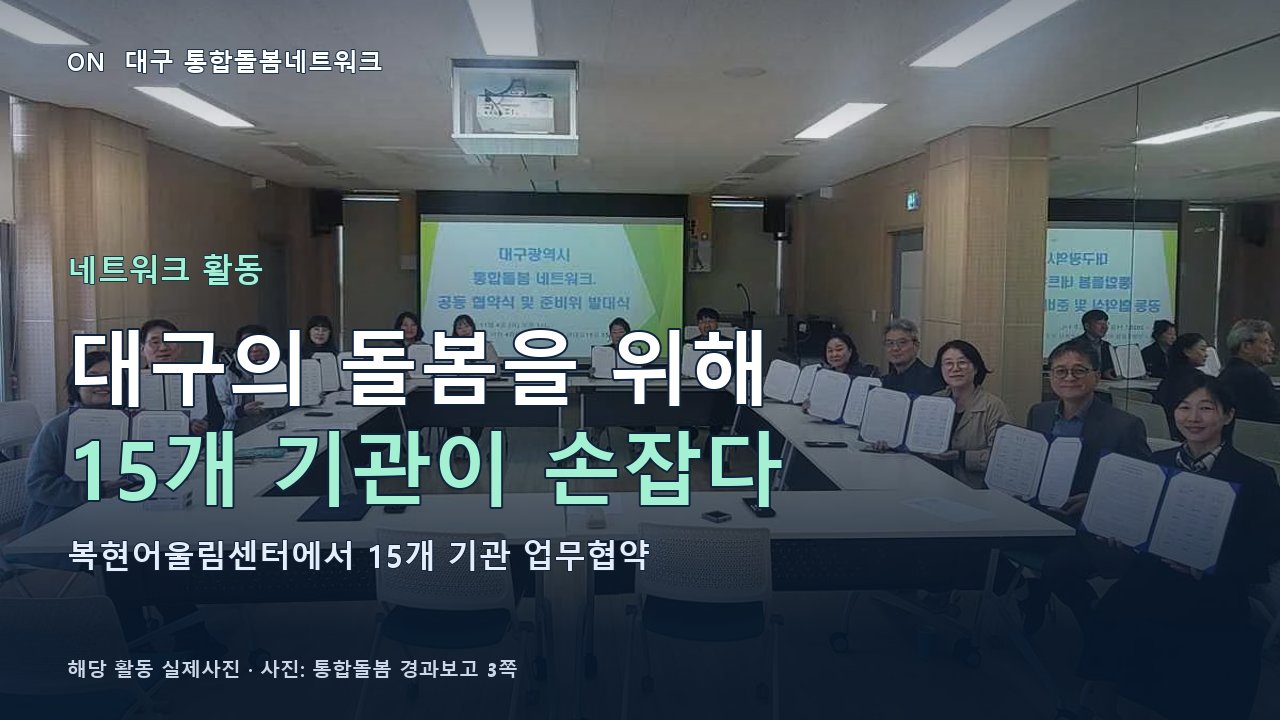 ON 대구 통합돌봄네트워크
대구광역시
통합돌봄 네트워크.
공동 협약식 및 준비위 발대식
네트워크 활동
대구의 돌봄을 위해
15개 기관이 손잡다
복현어울림센터에서 15개 기관 업무협약
해당 활동 실제사진 · 사진: 통합돌봄 경과보고 3쪽